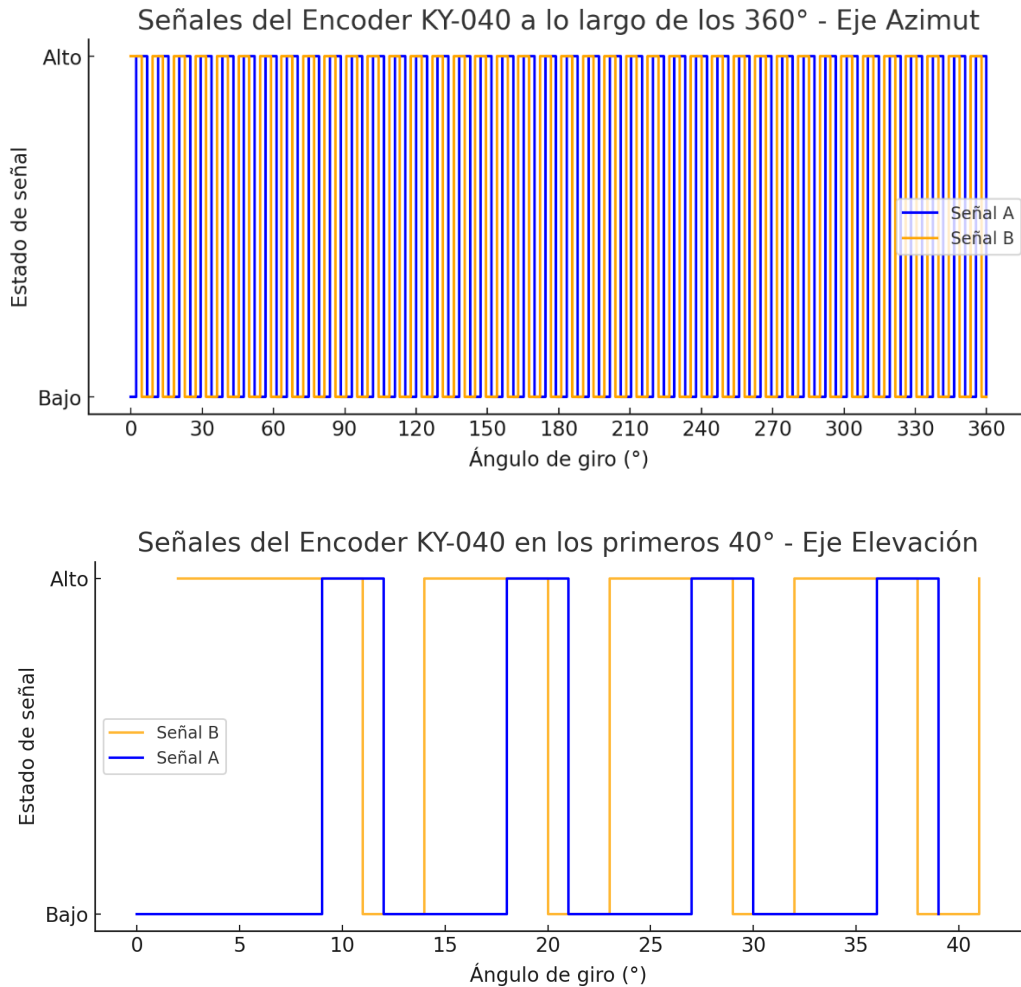 Señales del Encoder KY-040 a lo largo de los 360° - Eje Azimut
Alto
Bajo
Estado de señal
Señal A
Señal B
0 30 60 90 120 150 180 210 240 270 300 330 360
Ángulo de giro (°)
Señales del Encoder KY-040 en los primeros 40° - Eje Elevación
Alto
Bajo
Estado de señal
Señal B
Señal A
0 5 10 15 20 25 30 35 40
Ángulo de giro (°)